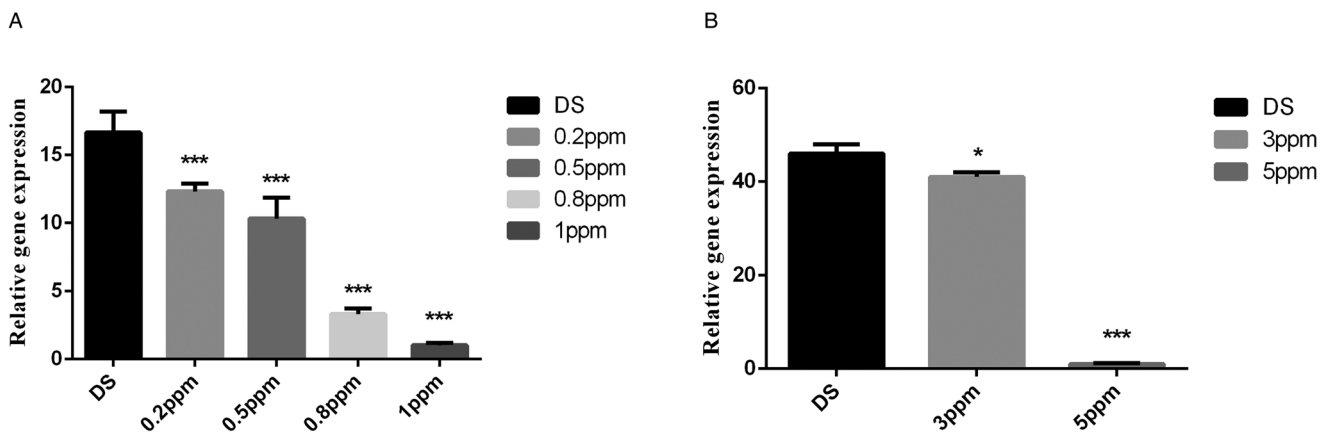 A
Relative gene expression
20
15
10
5
0
***
***
***
***
DS
0.2ppm
0.5ppm
0.8ppm
1ppm
DS
0.2ppm
0.5ppm
0.8ppm
1ppm
B
Relative gene expression
60
40
20
0
*
***
DS
3ppm
5ppm
DS
3ppm
5ppm